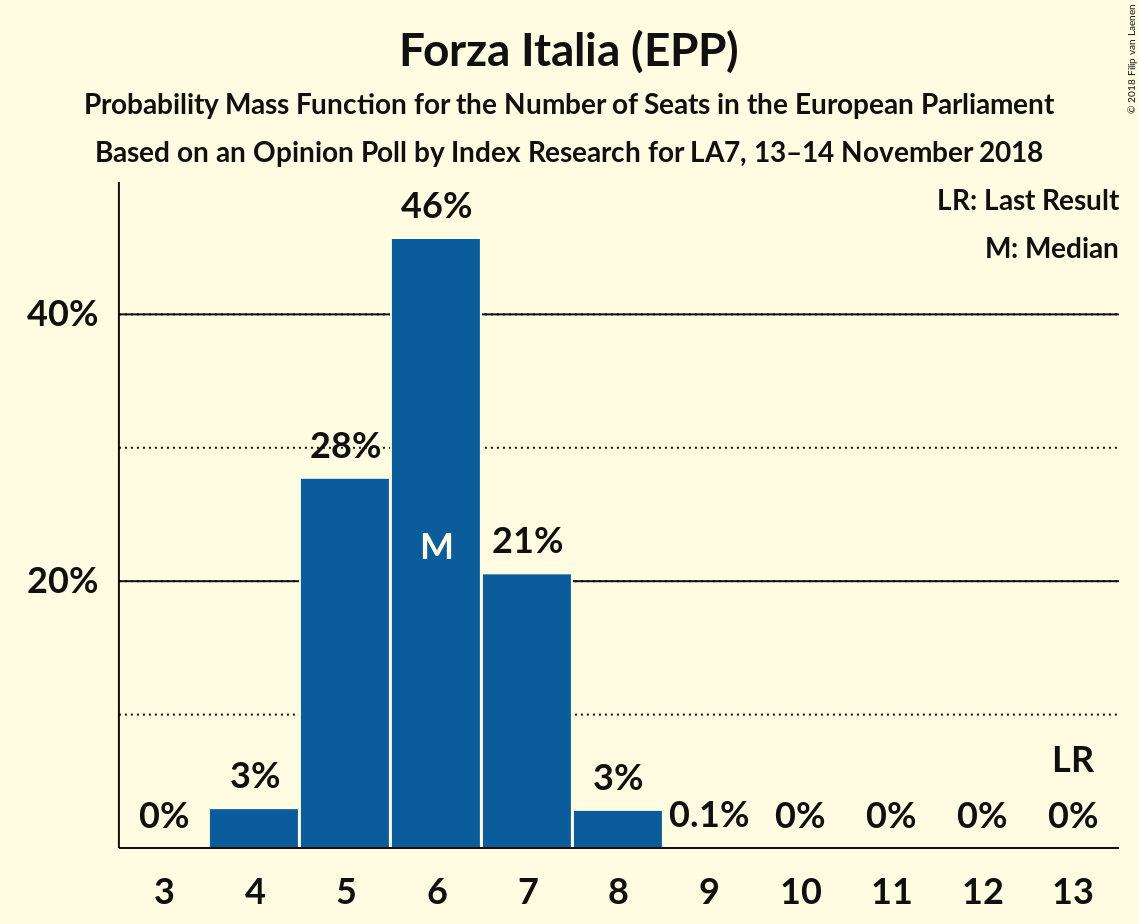 Forza Italia (EPP)
Probability Mass Function for the Number of Seats in the European Parliament
Based on an Opinion Poll by Index Research for LA7, 13–14 November 2018
© 2018 Filip van Laenen
LR: Last Result
M: Median
46%
40%
28%
M
21%
20%
3%
3%
LR
0%
0.1%
0%
0%
0%
0%
3 4 5 6 7 8 9 10 11 12 13